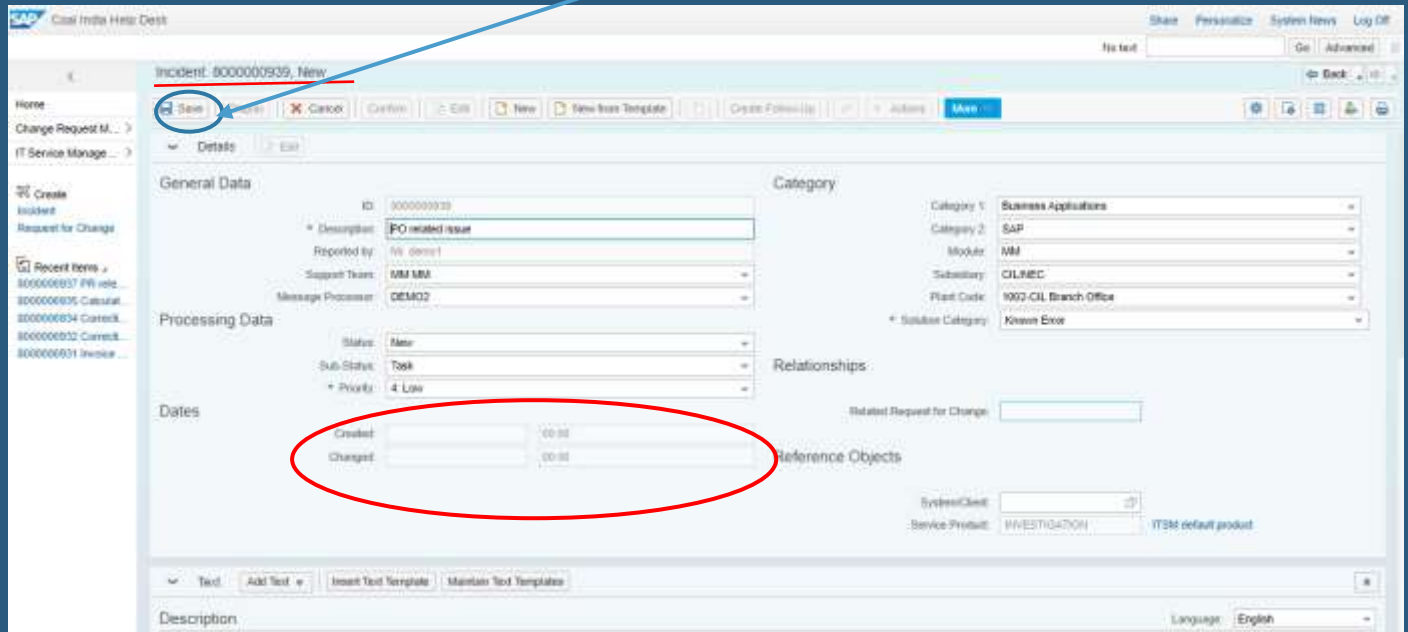 SAP Coal India Help Desk
Share Personalize System News Log Off
No text Go Advanced
Incident: 8000000939, New
Back
Save Cancel Confirm Edit New New from Template Create Follow-Up Actions More
Home
Change Request M...
IT Service Manage...
Create
Incident
Request for Change
Recent Items
8000000937 PR rele...
8000000935 Calculat...
8000000934 Correcti...
8000000932 Correcti...
8000000931 Invoice ...
Details Edit
General Data
ID: 8000000939
* Description: PO related issue
Reported by: Mr. demo1
Support Team: MM MM
Message Processor: DEMO2
Processing Data
Status: New
Sub-Status: Task
* Priority: 4: Low
Dates
Created: 00:00
Changed: 00:00
Category
Category 1: Business Applications
Category 2: SAP
Module: MM
Subsidiary: CIL/NEC
Plant Code: 1002-CIL Branch Office
* Solution Category: Known Error
Relationships
Related Request for Change:
Reference Objects
System/Client:
Service Product: INVESTIGATION ITSM default product
Text Add Text Insert Text Template Maintain Text Templates
Description
Language: English